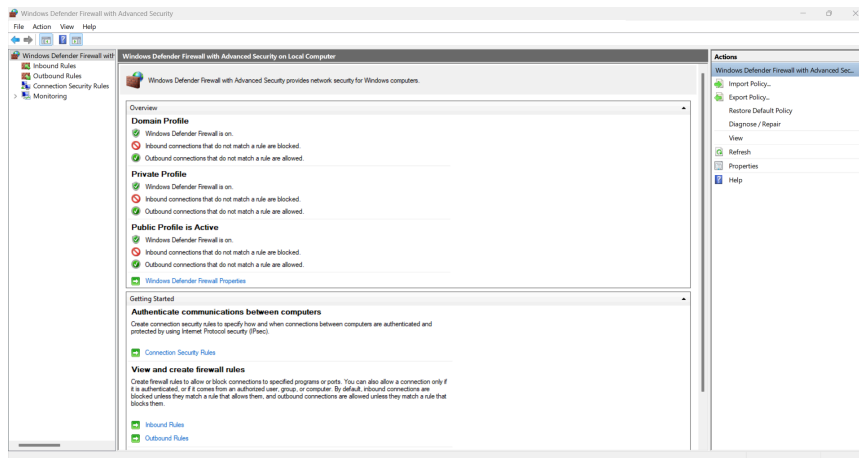 Windows Defender Firewall with Advanced Security
File Action View Help
Windows Defender Firewall with
Inbound Rules
Outbound Rules
Connection Security Rules
Monitoring
Windows Defender Firewall with Advanced Security on Local Computer
Windows Defender Firewall with Advanced Security provides network security for Windows computers.
Overview
Domain Profile
Windows Defender Firewall is on.
Inbound connections that do not match a rule are blocked.
Outbound connections that do not match a rule are allowed.
Private Profile
Windows Defender Firewall is on.
Inbound connections that do not match a rule are blocked.
Outbound connections that do not match a rule are allowed.
Public Profile is Active
Windows Defender Firewall is on.
Inbound connections that do not match a rule are blocked.
Outbound connections that do not match a rule are allowed.
Windows Defender Firewall Properties
Getting Started
Authenticate communications between computers
Create connection security rules to specify how and when connections between computers are authenticated and
protected by using Internet Protocol security (IPsec).
Connection Security Rules
View and create firewall rules
Create firewall rules to allow or block connections to specified programs or ports. You can also allow a connection only if
it is authenticated, or if it comes from an authorized user, group, or computer. By default, inbound connections are
blocked unless they match a rule that allows them, and outbound connections are allowed unless they match a rule that
blocks them.
Inbound Rules
Outbound Rules
Actions
Windows Defender Firewall with Advanced Sec...
Import Policy...
Export Policy...
Restore Default Policy
Diagnose / Repair
View
Refresh
Properties
Help